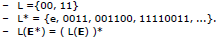 - L ={00, 11}
- L* = {e, 0011, 001100, 11110011, ...}.
- L(E*) = ( L(E) )*